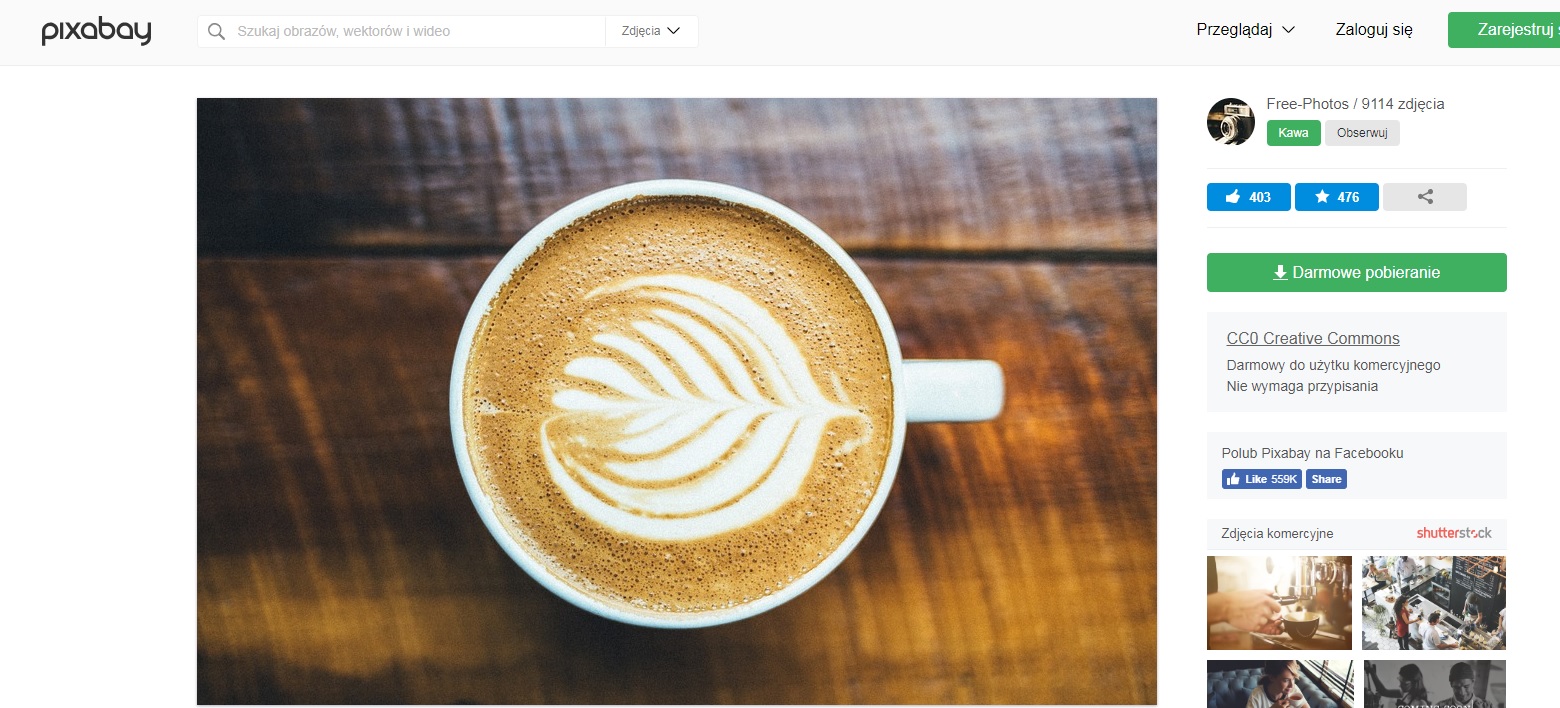 pixabay
Szukaj obrazów, wektorów i wideo
Zdjęcia
Przeglądaj
Zaloguj się
Zarejestruj
Free-Photos / 9114 zdjęcia
Kawa
Obserwuj
403
476
Darmowe pobieranie
CC0 Creative Commons
Darmowy do użytku komercyjnego
Nie wymaga przypisania
Polub Pixabay na Facebooku
Like 559K
Share
Zdjęcia komercyjne
shutterstock
COMING SOON